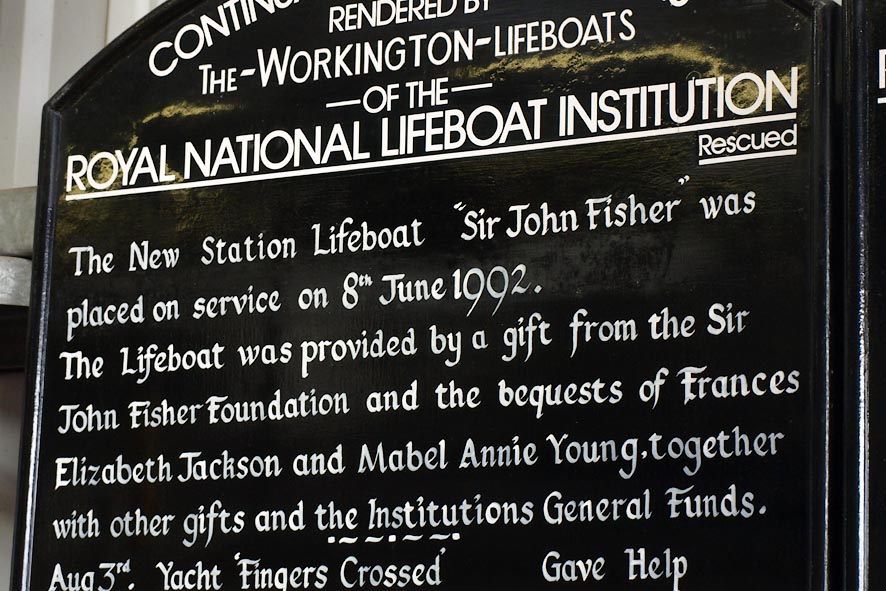 RENDERED BY
THE-WORKINGTON-LIFEBOATS
—OF THE—
ROYAL NATIONAL LIFEBOAT INSTITUTION
Rescued
The New Station Lifeboat "Sir John Fisher" was
placed on service on 8th June 1992.
The Lifeboat was provided by a gift from the Sir
John Fisher Foundation and the bequests of Frances
Elizabeth Jackson and Mabel Annie Young, together
with other gifts and the Institutions General Funds.
Aug 3rd. Yacht 'Fingers Crossed' Gave Help